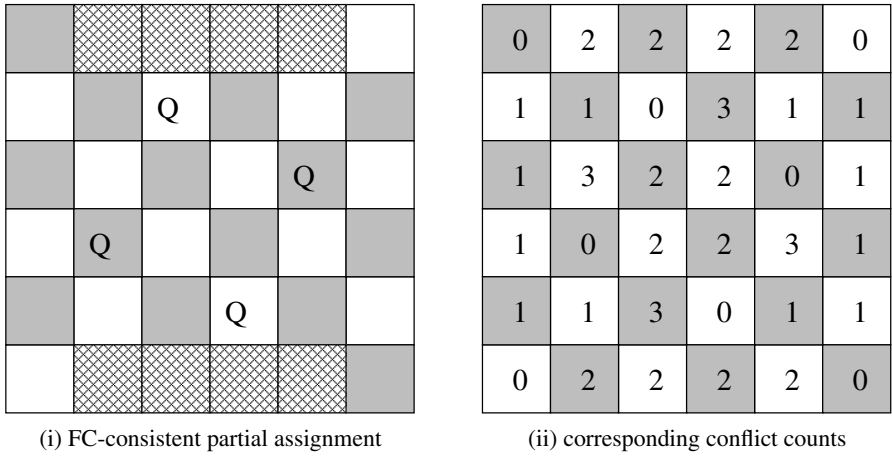 Q
Q
Q
Q
(i) FC-consistent partial assignment
0 2 2 2 2 0
1 1 0 3 1 1
1 3 2 2 0 1
1 0 2 2 3 1
1 1 3 0 1 1
0 2 2 2 2 0
(ii) corresponding conflict counts